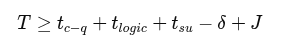 T ≥ t_{c−q} + t_{logic} + t_{su} − δ + J